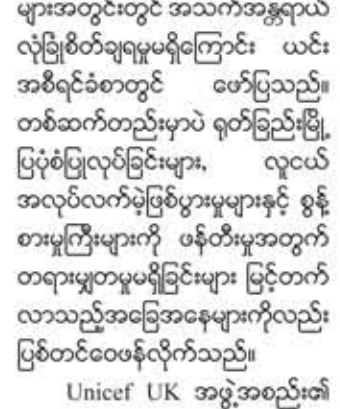 များအတွင်းတွင် အသက်အန္တရာယ်
လုံခြုံစိတ်ချရမှုမရှိကြောင်း ယင်း
အစီရင်ခံစာတွင် ဖော်ပြသည်။
တစ်ဆက်တည်းမှာပဲ ရုတ်ခြည်းမြို့
ပြပုံစံပြုလုပ်ခြင်းများ, လူငယ်
အလုပ်လက်မဲ့ဖြစ်ပွားမှုများနှင့် စွန့်
စားမှုကြီးများကို ဖန်တီးမှုအတွက်
တရားမျှတမှုမရှိခြင်းများ မြင့်တက်
လာသည့်အခြေအနေများကိုလည်း
ပြစ်တင်ဝေဖန်လိုက်သည်။
Unicef UK အဖွဲ့အစည်း၏